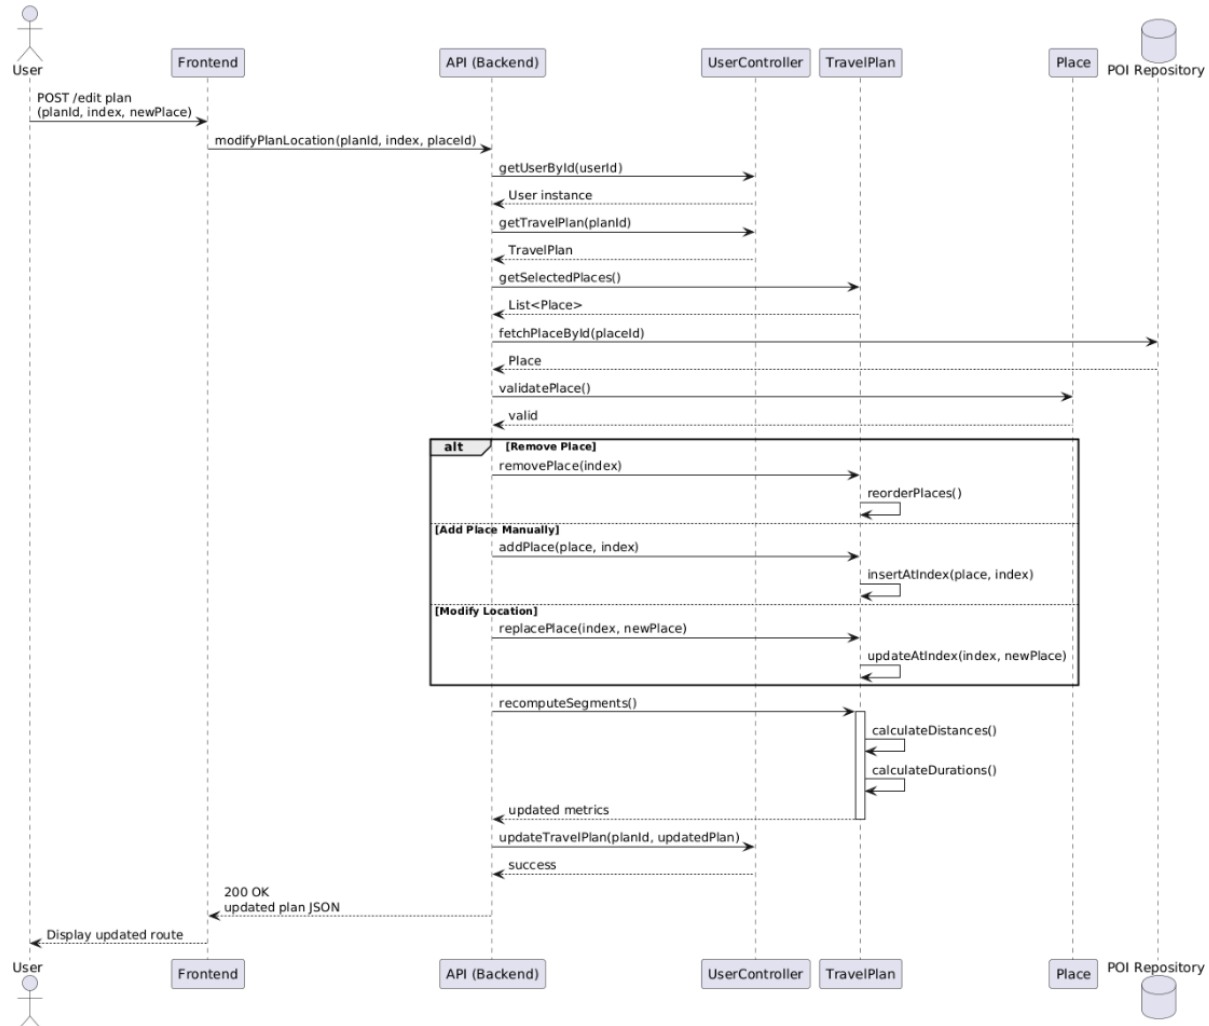 User
Frontend
API (Backend)
UserController
TravelPlan
Place
POI Repository
POST /edit plan
(planId, index, newPlace)
modifyPlanLocation(planId, index, placeId)
getUserById(userId)
User instance
getTravelPlan(planId)
TravelPlan
getSelectedPlaces()
List<Place>
fetchPlaceById(placeId)
Place
validatePlace()
valid
alt
[Remove Place]
removePlace(index)
reorderPlaces()
[Add Place Manually]
addPlace(place, index)
insertAtIndex(place, index)
[Modify Location]
replacePlace(index, newPlace)
updateAtIndex(index, newPlace)
recomputeSegments()
calculateDistances()
calculateDurations()
updated metrics
updateTravelPlan(planId, updatedPlan)
success
200 OK
updated plan JSON
Display updated route
User
Frontend
API (Backend)
UserController
TravelPlan
Place
POI Repository